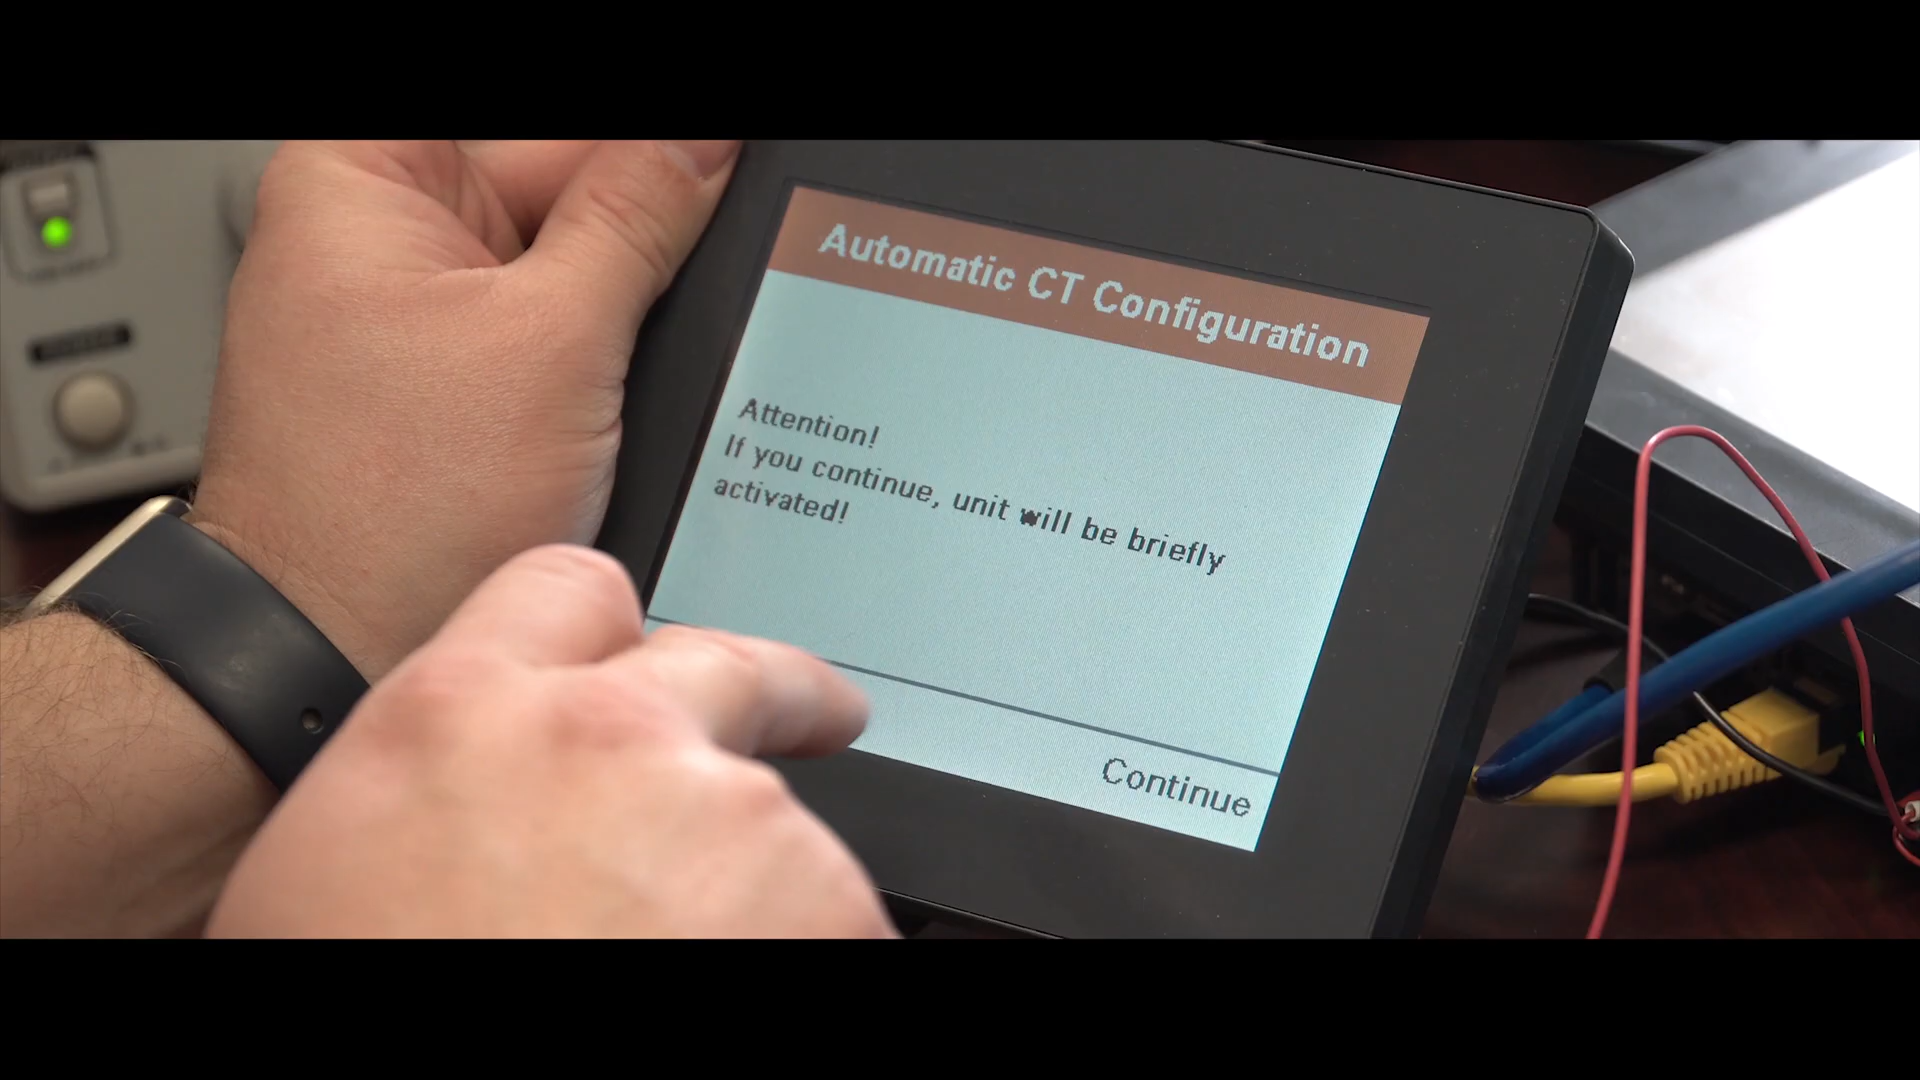 Automatic CT Configuration
Attention!
If you continue, unit will be briefly
activated!
Continue